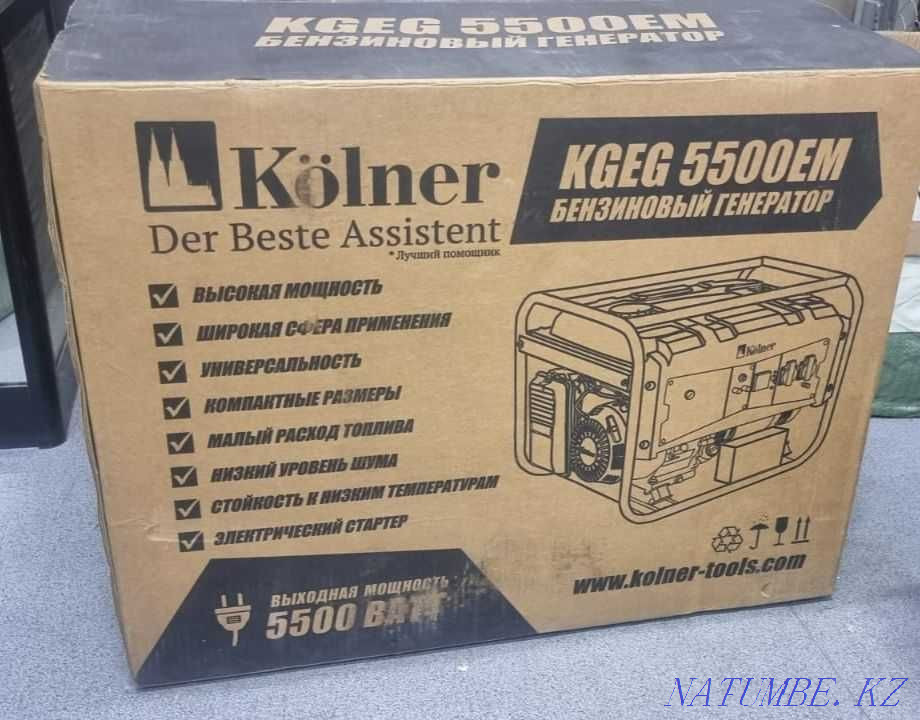 KGEG 5500EM
БЕНЗИНОВЫЙ ГЕНЕРАТОР
Kölner
Der Beste Assistent
*Лучший помощник
KGEG 5500EM
БЕНЗИНОВЫЙ ГЕНЕРАТОР
ВЫСОКАЯ МОЩНОСТЬ
ШИРОКАЯ СФЕРА ПРИМЕНЕНИЯ
УНИВЕРСАЛЬНОСТЬ
КОМПАКТНЫЕ РАЗМЕРЫ
МАЛЫЙ РАСХОД ТОПЛИВА
НИЗКИЙ УРОВЕНЬ ШУМА
СТОЙКОСТЬ К НИЗКИМ ТЕМПЕРАТУРАМ
ЭЛЕКТРИЧЕСКИЙ СТАРТЕР
Kölner
ВЫХОДНАЯ МОЩНОСТЬ
5500 ВАТТ
www.kolner-tools.com
NATUMBE. KZ